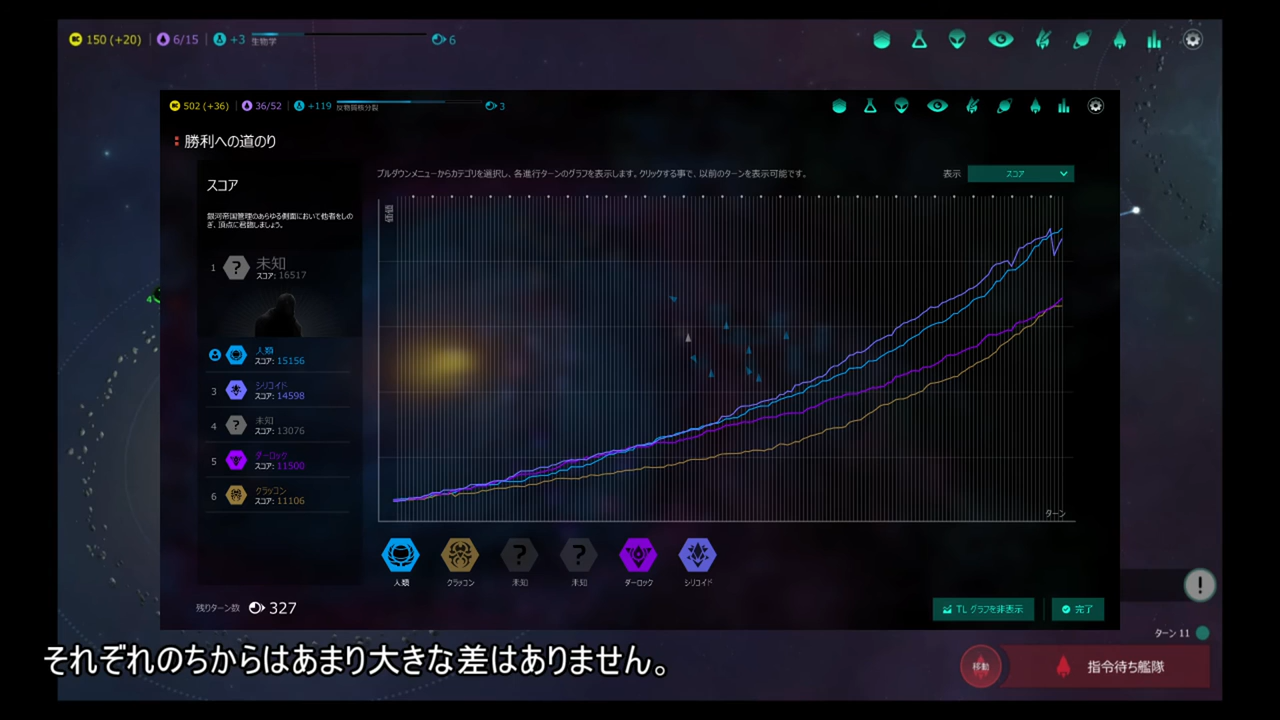 150 (+20) 6/15 +3 生物学 6
502 (+36) 36/52 +119 反物質核分裂 3
勝利への道のり
スコア
銀河帝国管理のあらゆる側面において他者をしの
ぎ、頂点に君臨しましょう。
1 ? 未知
スコア: 16517
人類
スコア: 15156
3 シリコイド
スコア: 14598
4 ? 未知
スコア: 13076
5 ダーロック
スコア: 11500
6 クラッコン
スコア: 11106
プルダウンメニューからカテゴリを選択し、各進行ターンのグラフを表示します。クリックする事で、以前のターンを表示可能です。
表示 スコア
価値
ターン
? ?
人類 クラッコン 未知 未知 ダーロック シリコイド
残りターン数 327
TL グラフを非表示 完了
4
!
ターン 11
移動 指令待ち艦隊
それぞれのちからはあまり大きな差はありません。